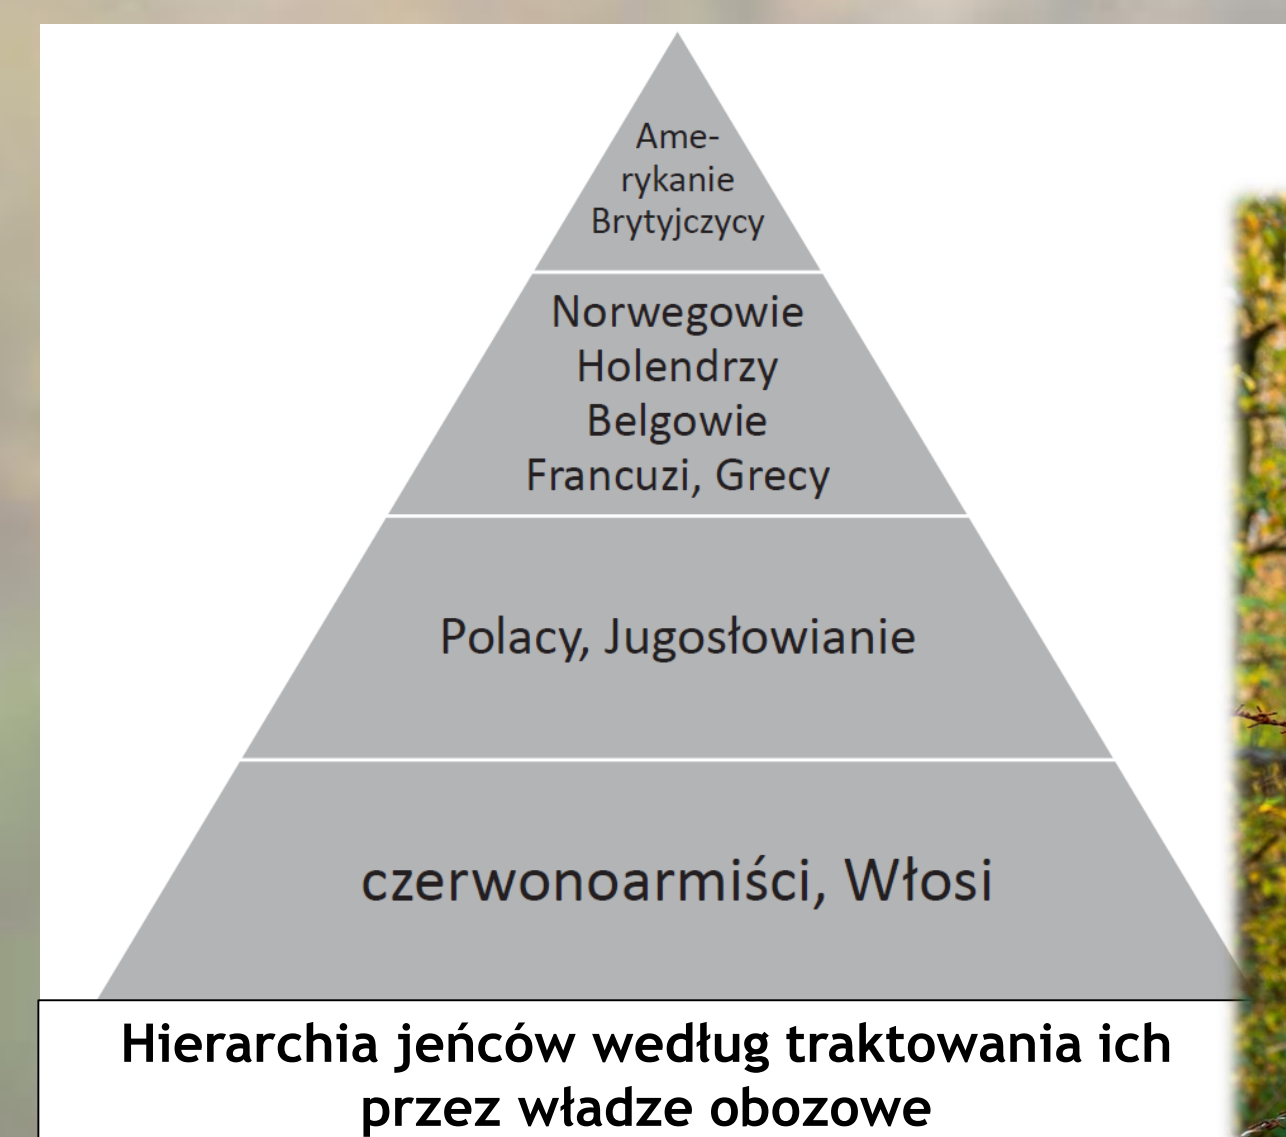 Ame-
rykanie
Brytyjczycy
Norwegowie
Holendrzy
Belgowie
Francuzi, Grecy
Polacy, Jugosłowianie
czerwonoarmiści, Włosi
Hierarchia jeńców według traktowania ich
przez władze obozowe